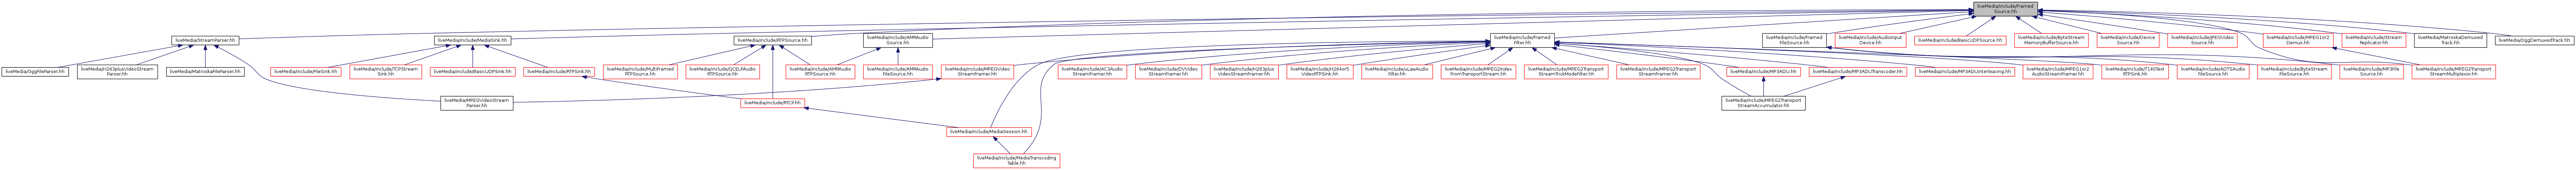 liveMedia/include/Framed
Source.hh
liveMedia/StreamParser.hh
liveMedia/include/MediaSink.hh
liveMedia/include/RTPSource.hh
liveMedia/include/AMRAudio
Source.hh
liveMedia/include/Framed
Filter.hh
liveMedia/include/Framed
FileSource.hh
liveMedia/include/AudioInput
Device.hh
liveMedia/include/BasicUDPSource.hh
liveMedia/include/ByteStream
MemoryBufferSource.hh
liveMedia/include/Device
Source.hh
liveMedia/include/JPEGVideo
Source.hh
liveMedia/include/MPEG1or2
Demux.hh
liveMedia/include/Stream
Replicator.hh
liveMedia/MatroskaDemuxed
Track.hh
liveMedia/OggDemuxedTrack.hh
liveMedia/OggFileParser.hh
liveMedia/H263plusVideoStream
Parser.hh
liveMedia/MatroskaFileParser.hh
liveMedia/include/FileSink.hh
liveMedia/include/TCPStream
Sink.hh
liveMedia/include/BasicUDPSink.hh
liveMedia/include/RTPSink.hh
liveMedia/include/MultiFramed
RTPSource.hh
liveMedia/include/QCELPAudio
RTPSource.hh
liveMedia/include/AMRAudio
RTPSource.hh
liveMedia/include/AMRAudio
FileSource.hh
liveMedia/include/MPEGVideo
StreamFramer.hh
liveMedia/include/AC3Audio
StreamFramer.hh
liveMedia/include/DVVideo
StreamFramer.hh
liveMedia/include/H263plus
VideoStreamFramer.hh
liveMedia/include/H264or5
VideoRTPSink.hh
liveMedia/include/uLawAudio
Filter.hh
liveMedia/include/MPEG2Index
FromTransportStream.hh
liveMedia/include/MPEG2Transport
StreamTrickModeFilter.hh
liveMedia/include/MPEG2Transport
StreamFramer.hh
liveMedia/include/MP3ADU.hh
liveMedia/include/MP3ADUTranscoder.hh
liveMedia/include/MP3ADUinterleaving.hh
liveMedia/include/MPEG1or2
AudioStreamFramer.hh
liveMedia/include/T140Text
RTPSink.hh
liveMedia/include/ADTSAudio
FileSource.hh
liveMedia/include/ByteStream
FileSource.hh
liveMedia/include/MP3File
Source.hh
liveMedia/include/MPEG2Transport
StreamMultiplexor.hh
liveMedia/MPEGVideoStream
Parser.hh
liveMedia/include/RTCP.hh
liveMedia/include/MPEG2Transport
StreamAccumulator.hh
liveMedia/include/MediaSession.hh
liveMedia/include/MediaTranscoding
Table.hh